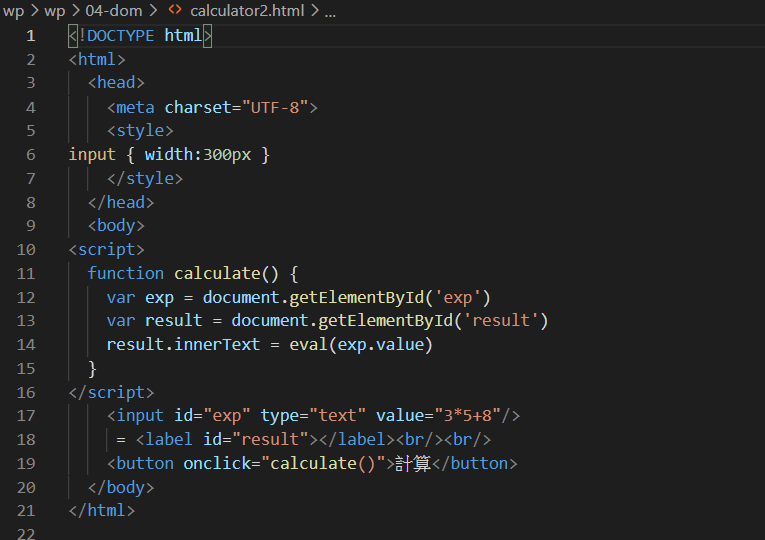 wp > wp > 04-dom > <> calculator2.html > ...
1 <!DOCTYPE html>
2 <html>
3   <head>
4     <meta charset="UTF-8">
5     <style>
6 input { width:300px }
7     </style>
8   </head>
9   <body>
10 <script>
11   function calculate() {
12     var exp = document.getElementById('exp')
13     var result = document.getElementById('result')
14     result.innerText = eval(exp.value)
15   }
16 </script>
17     <input id="exp" type="text" value="3*5+8"/>
18      = <label id="result"></label><br/><br/>
19     <button onclick="calculate()">計算</button>
20   </body>
21 </html>
22